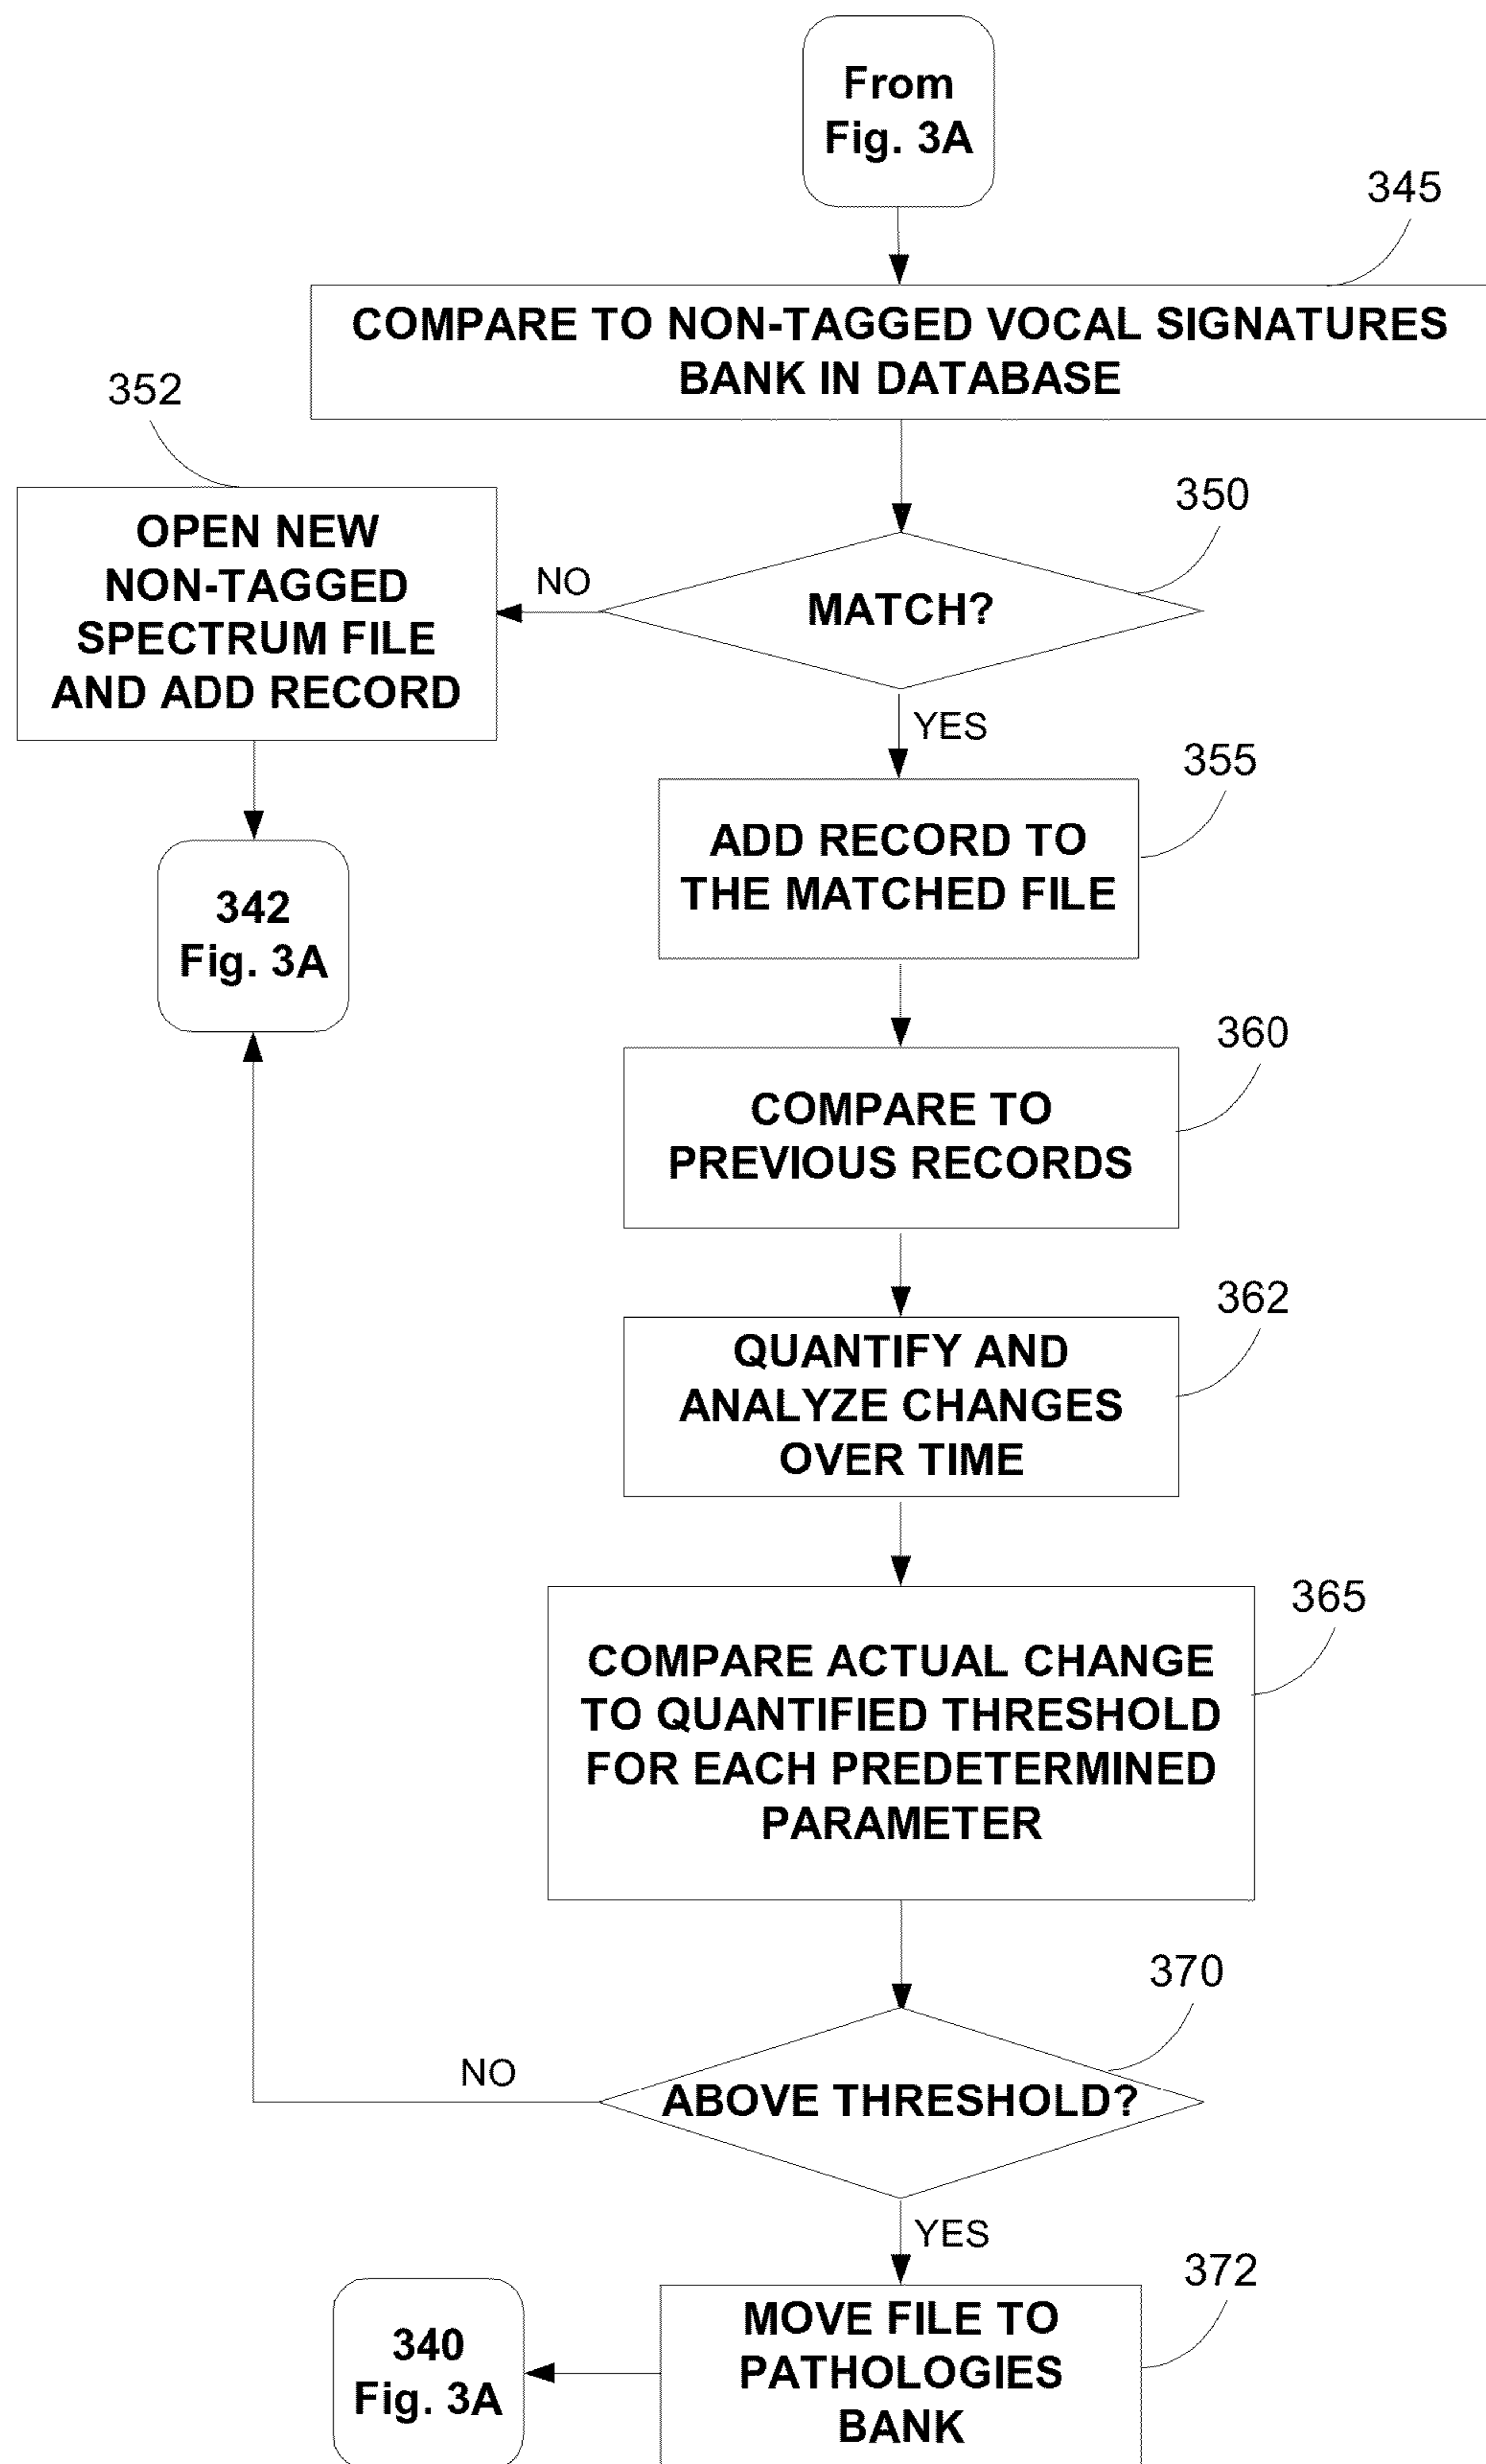 From
Fig. 3A
345
COMPARE TO NON-TAGGED VOCAL SIGNATURES
BANK IN DATABASE
352
OPEN NEW
NON-TAGGED
SPECTRUM FILE
AND ADD RECORD
350
NO
MATCH?
YES
342
Fig. 3A
355
ADD RECORD TO
THE MATCHED FILE
360
COMPARE TO
PREVIOUS RECORDS
362
QUANTIFY AND
ANALYZE CHANGES
OVER TIME
365
COMPARE ACTUAL CHANGE
TO QUANTIFIED THRESHOLD
FOR EACH PREDETERMINED
PARAMETER
370
NO
ABOVE THRESHOLD?
YES
372
MOVE FILE TO
PATHOLOGIES
BANK
340
Fig. 3A